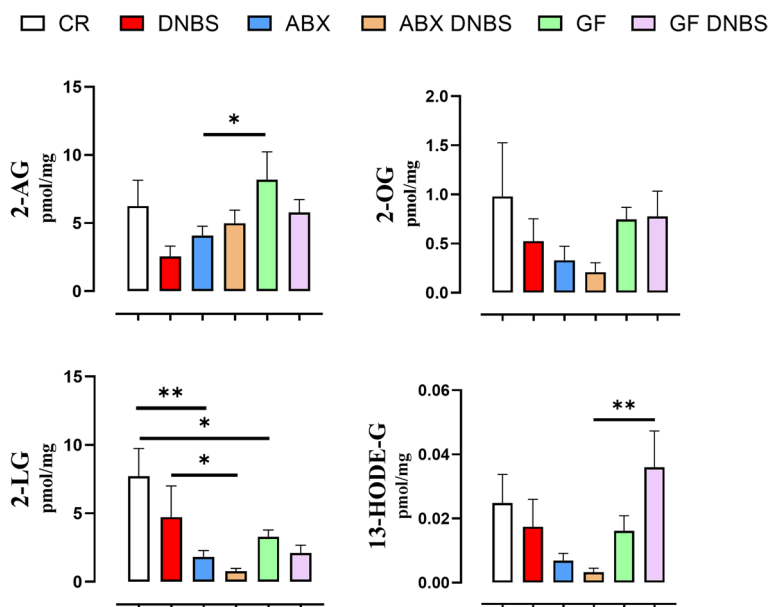 CR DNBS ABX ABX DNBS GF GF DNBS
2-AG
pmol/mg
15
10
5
0
*
2-OG
pmol/mg
2.0
1.5
1.0
0.5
0.0
2-LG
pmol/mg
15
10
5
0
**
*
*
13-HODE-G
pmol/mg
0.06
0.04
0.02
0.00
**